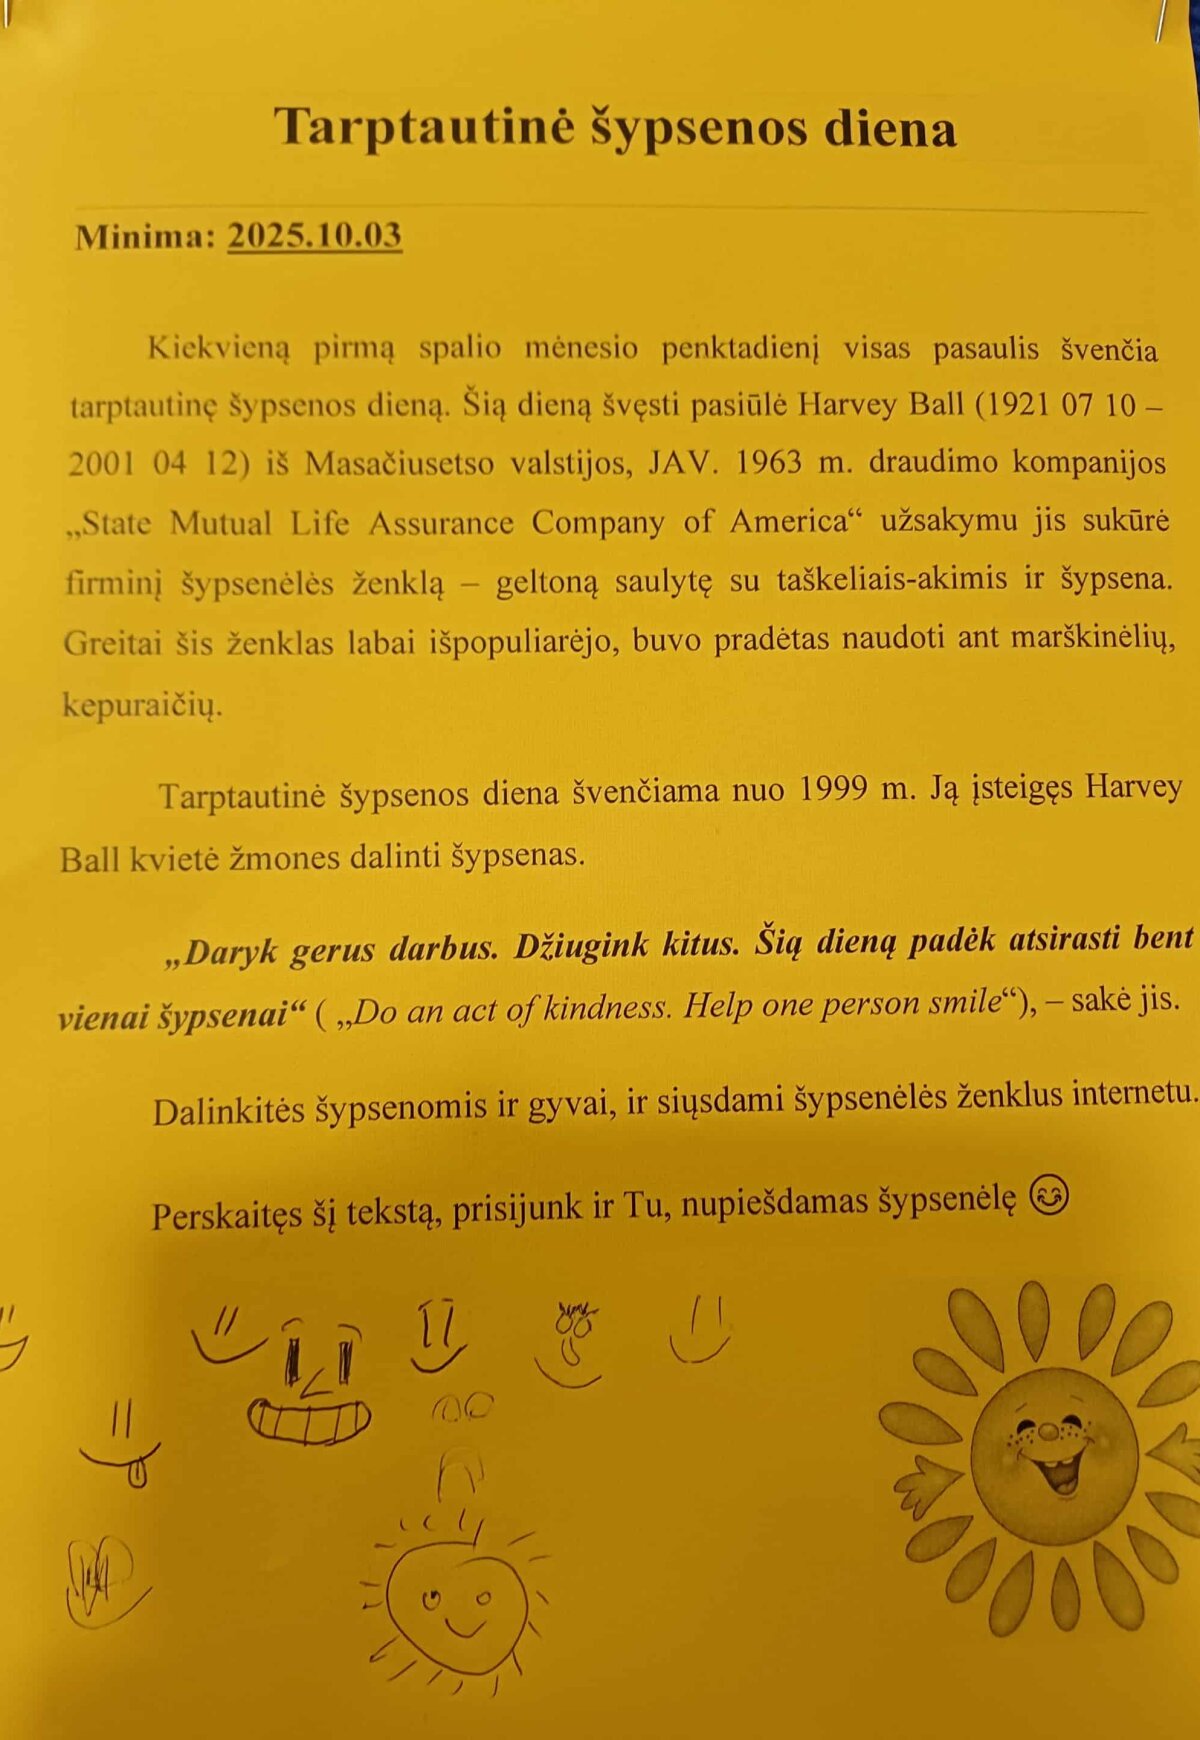 Tarptautinė šypsenos diena
Minima: 2025.10.03
Kiekvieną pirmą spalio mėnesio penktadienį visas pasaulis švenčia
tarptautinę šypsenos dieną. Šią dieną švęsti pasiūlė Harvey Ball (1921 07 10 –
2001 04 12) iš Masačiusetso valstijos, JAV. 1963 m. draudimo kompanijos
„State Mutual Life Assurance Company of America“ užsakymu jis sukūrė
firminį šypsenėlės ženklą – geltoną saulytę su taškeliais-akimis ir šypsena.
Greitai šis ženklas labai išpopuliarėjo, buvo pradėtas naudoti ant marškinėlių,
kepuraičių.
Tarptautinė šypsenos diena švenčiama nuo 1999 m. Ją įsteigęs Harvey
Ball kvietė žmones dalinti šypsenas.
„Daryk gerus darbus. Džiugink kitus. Šią dieną padėk atsirasti bent
vienai šypsenai“ ( „Do an act of kindness. Help one person smile“), – sakė jis.
Dalinkitės šypsenomis ir gyvai, ir siųsdami šypsenėlės ženklus internetu.
Perskaitęs šį tekstą, prisijunk ir Tu, nupiešdamas šypsenėlę 😊